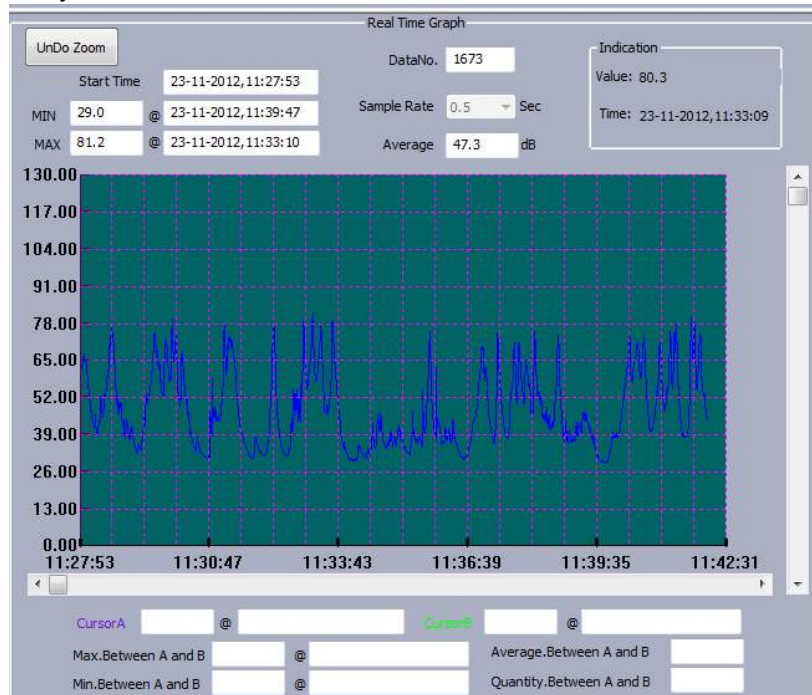 Real Time Graph
UnDo Zoom
DataNo. 1673
Indication
Value: 80.3
Start Time 23-11-2012,11:27:53
MIN 29.0 @ 23-11-2012,11:39:47
Sample Rate 0.5 Sec
Time: 23-11-2012,11:33:09
MAX 81.2 @ 23-11-2012,11:33:10
Average 47.3 dB
130.00
117.00
104.00
91.00
78.00
65.00
52.00
39.00
26.00
13.00
0.00
11:27:53 11:30:47 11:33:43 11:36:39 11:39:35 11:42:31
CursorA @ CursorB @
Max.Between A and B @ Average.Between A and B
Min.Between A and B @ Quantity.Between A and B